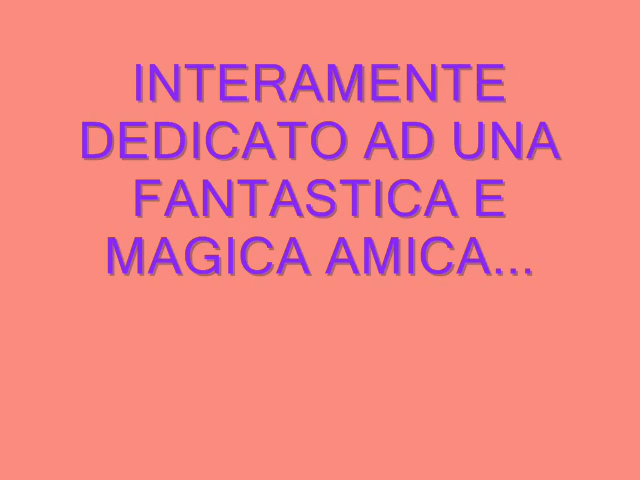 INTERAMENTE
DEDICATO AD UNA
FANTASTICA E
MAGICA AMICA...